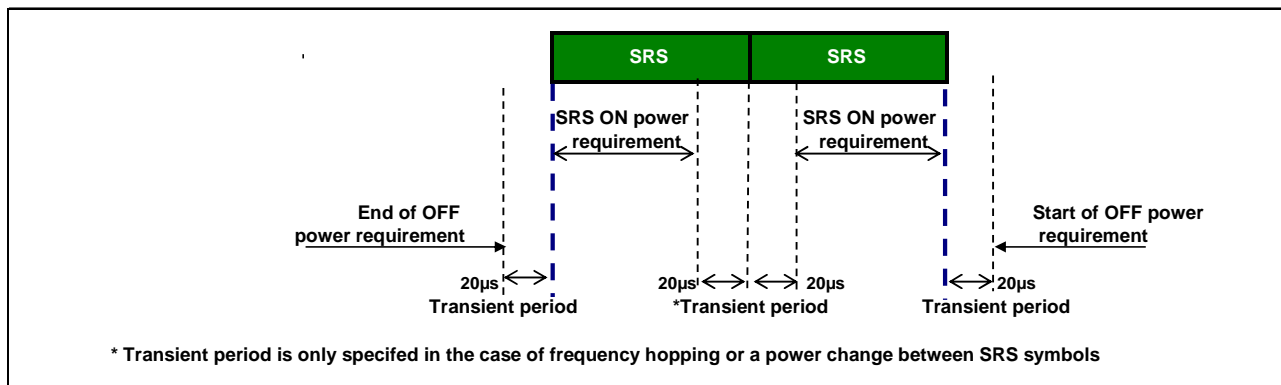 SRS SRS
SRS ON power
requirement
SRS ON power
requirement
End of OFF
power requirement
Start of OFF power
requirement
20µs
Transient period
20µs 20µs
*Transient period
20µs
Transient period
* Transient period is only specifed in the case of frequency hopping or a power change between SRS symbols